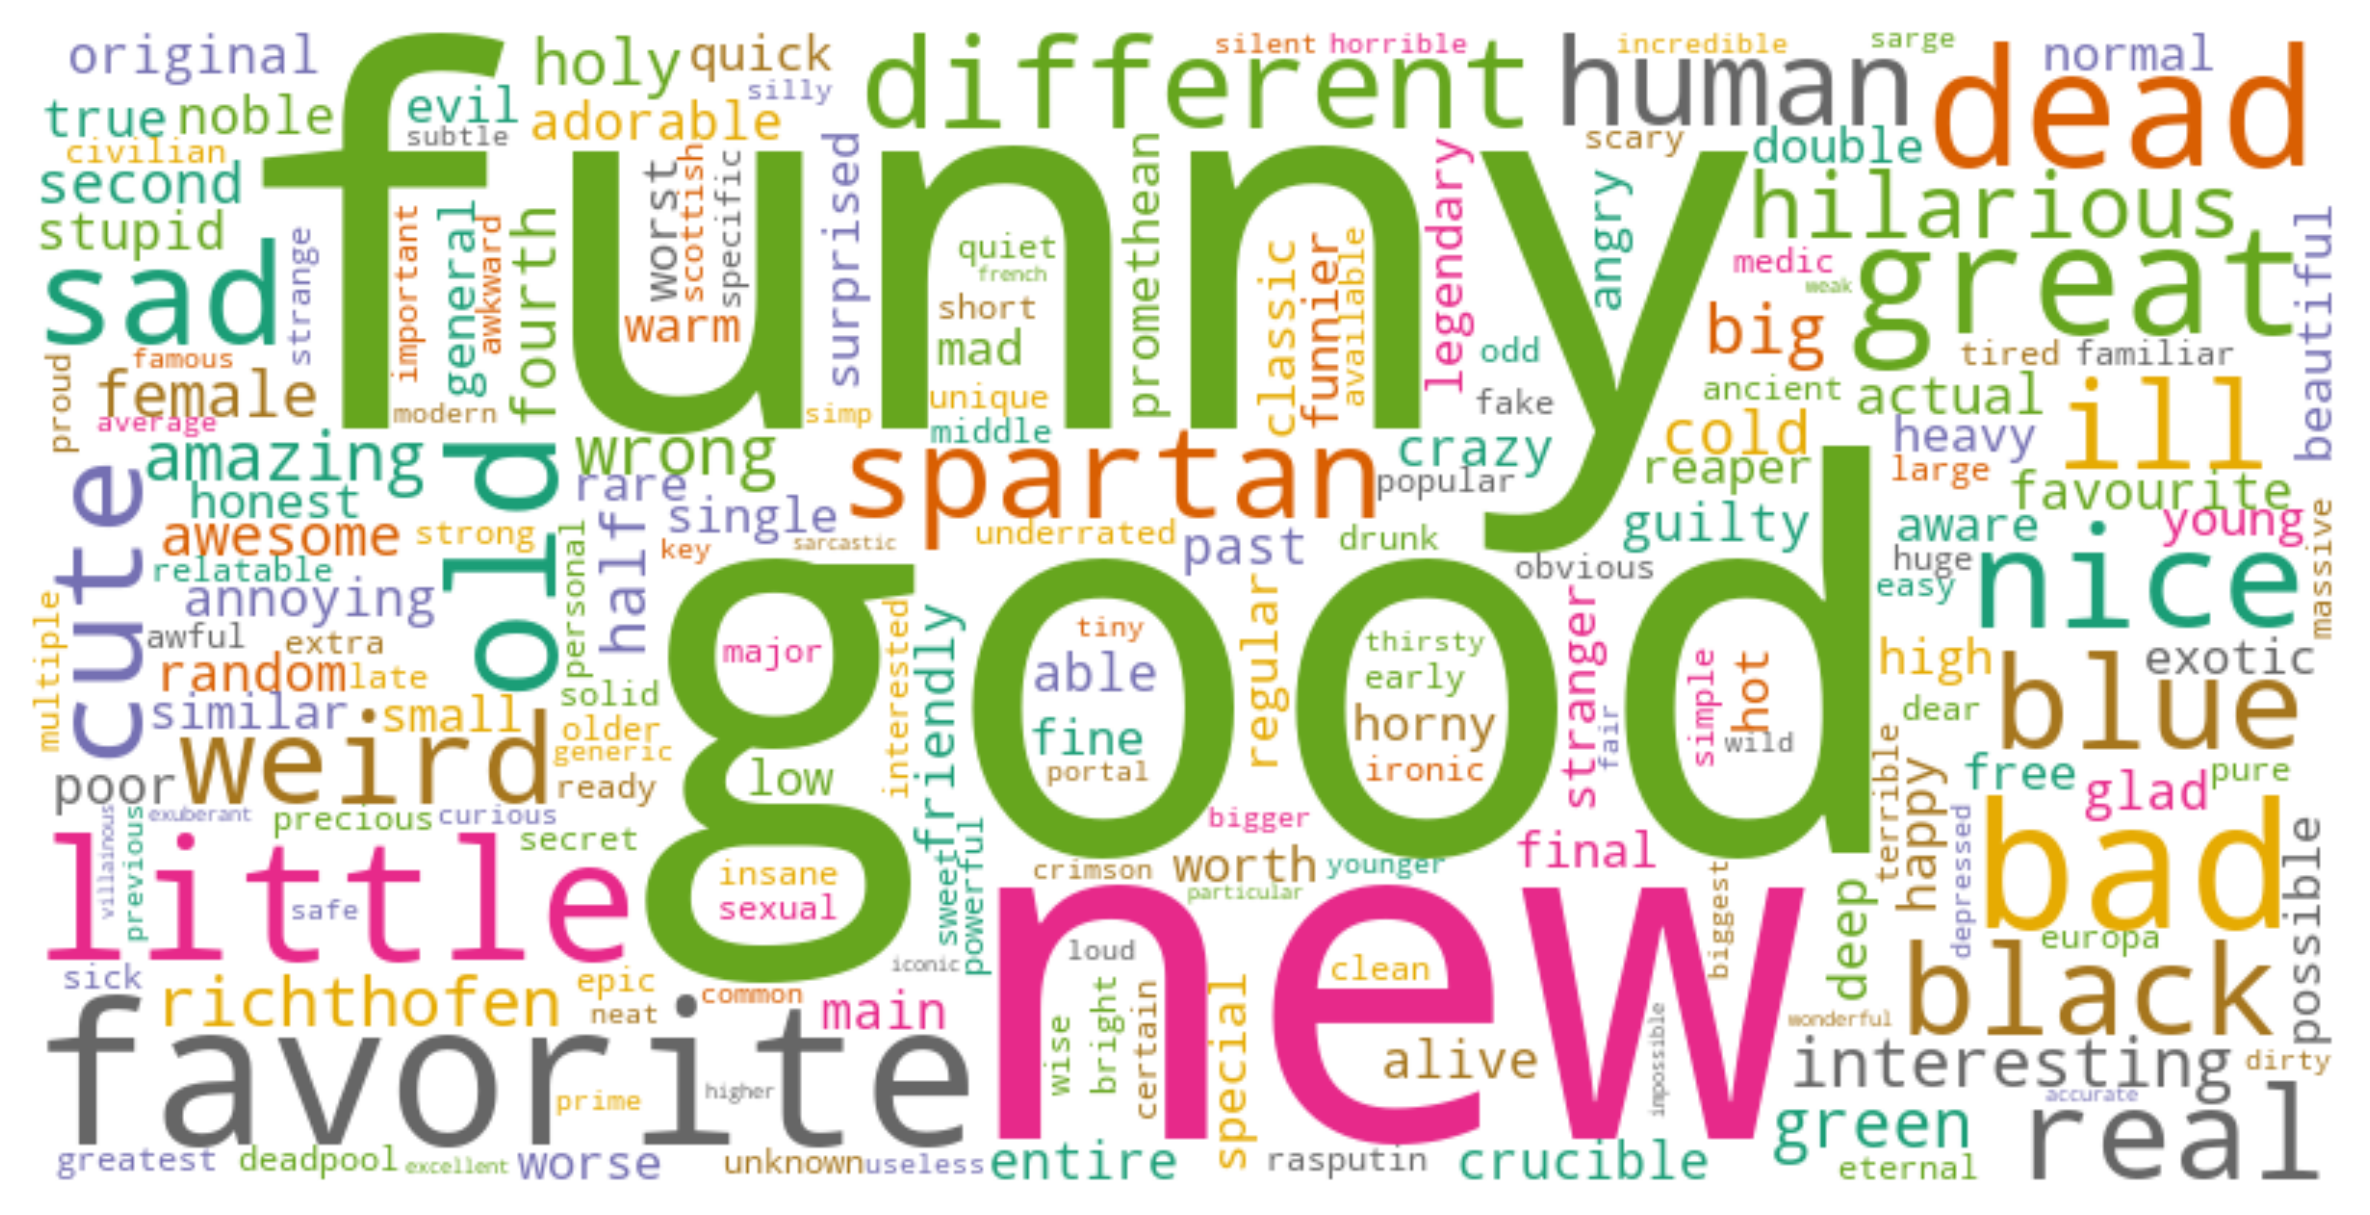 original
holy
quick
different
silent
horrible
human
incredible
sarge
normal
dead
true
noble
evil
subtle
adorable
silly
scary
double
civilian
second
stupid
funny
worst
scottish
specific
surprised
promethean
legendary
angry
hilarious
beautiful
sad
strange
important
general
awkward
fourth
warm
quiet
french
short
mad
classic
funnier
available
medic
weak
great
big
odd
proud
famous
female
average
modern
simp
unique
middle
fake
ancient
tired
familiar
actual
ill
amazing
old
wrong
spartan
crazy
cold
heavy
cute
honest
rare
popular
reaper
large
favourite
awesome
strong
single
underrated
past
drunk
guilty
aware
young
massive
key
sarcastic
obvious
huge
relatable
personal
half
good
easy
nice
annoying
multiple
awful
extra
major
interested
friendly
tiny
able
regular
thirsty
early
stranger
simple
hot
high
exotic
random
late
solid
similar
small
older
generic
fine
horny
fair
wild
dear
blue
weird
poor
ready
low
portal
ironic
terrible
happy
free
glad
pure
villainous
previous
exuberant
precious
curious
secret
bigger
bad
depressed
possible
little
safe
insane
sexual
sweet
powerful
crimson
worth
younger
particular
final
biggest
deep
europa
sick
richthofen
epic
neat
common
main
iconic
new
loud
clean
wonderful
black
favorite
prime
higher
wise
bright
certain
special
alive
impossible
interesting
dirty
accurate
green
real
greatest
deadpool
excellent
worse
unknown
useless
entire
rasputin
crucible
eternal